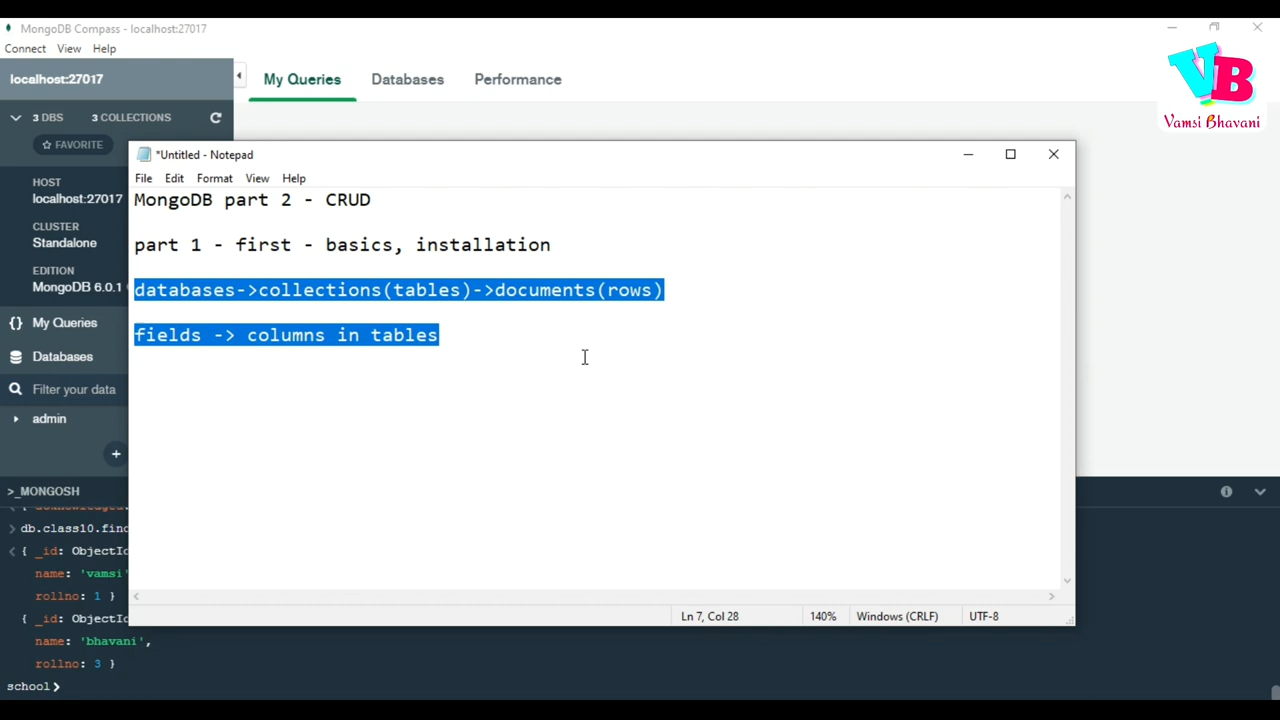 MongoDB Compass - localhost:27017
Connect View Help
localhost:27017
My Queries Databases Performance
VB
Vamsi Bhavani
3 DBS 3 COLLECTIONS
FAVORITE
HOST
localhost:27017
CLUSTER
Standalone
EDITION
MongoDB 6.0.1
{} My Queries
Databases
Filter your data
admin
+
*Untitled - Notepad
File Edit Format View Help
MongoDB part 2 - CRUD
part 1 - first - basics, installation
databases->collections(tables)->documents(rows)
fields -> columns in tables
Ln 7, Col 28 140% Windows (CRLF) UTF-8
>_MONGOSH
db.class10.find
{ _id: ObjectI
name: 'vamsi'
rollno: 1 }
{ _id: ObjectI
name: 'bhavani',
rollno: 3 }
school>